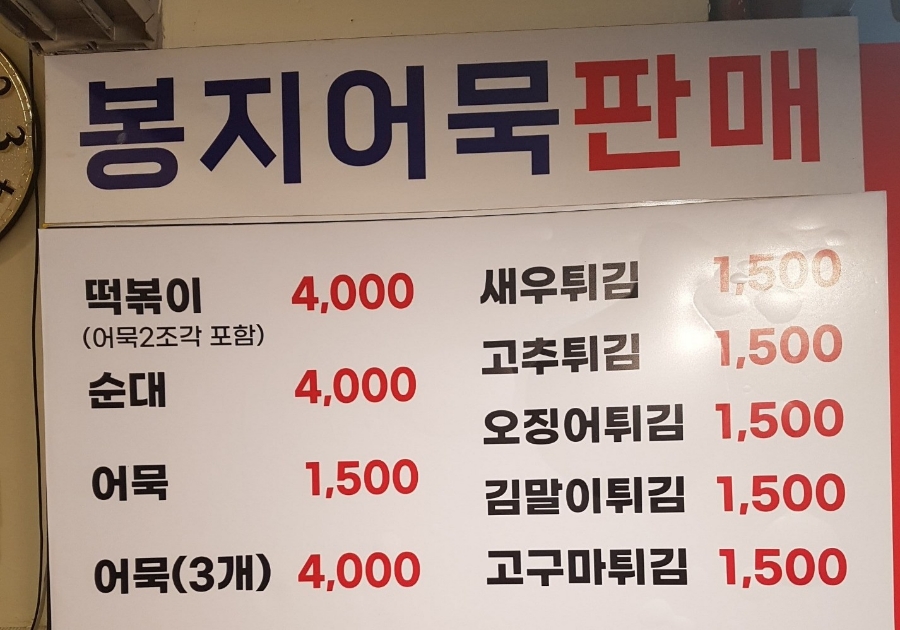 봉지어묵판매
떡볶이 4,000
(어묵2조각 포함)
순대 4,000
어묵 1,500
어묵(3개) 4,000
새우튀김 1,500
고추튀김 1,500
오징어튀김 1,500
김말이튀김 1,500
고구마튀김 1,500